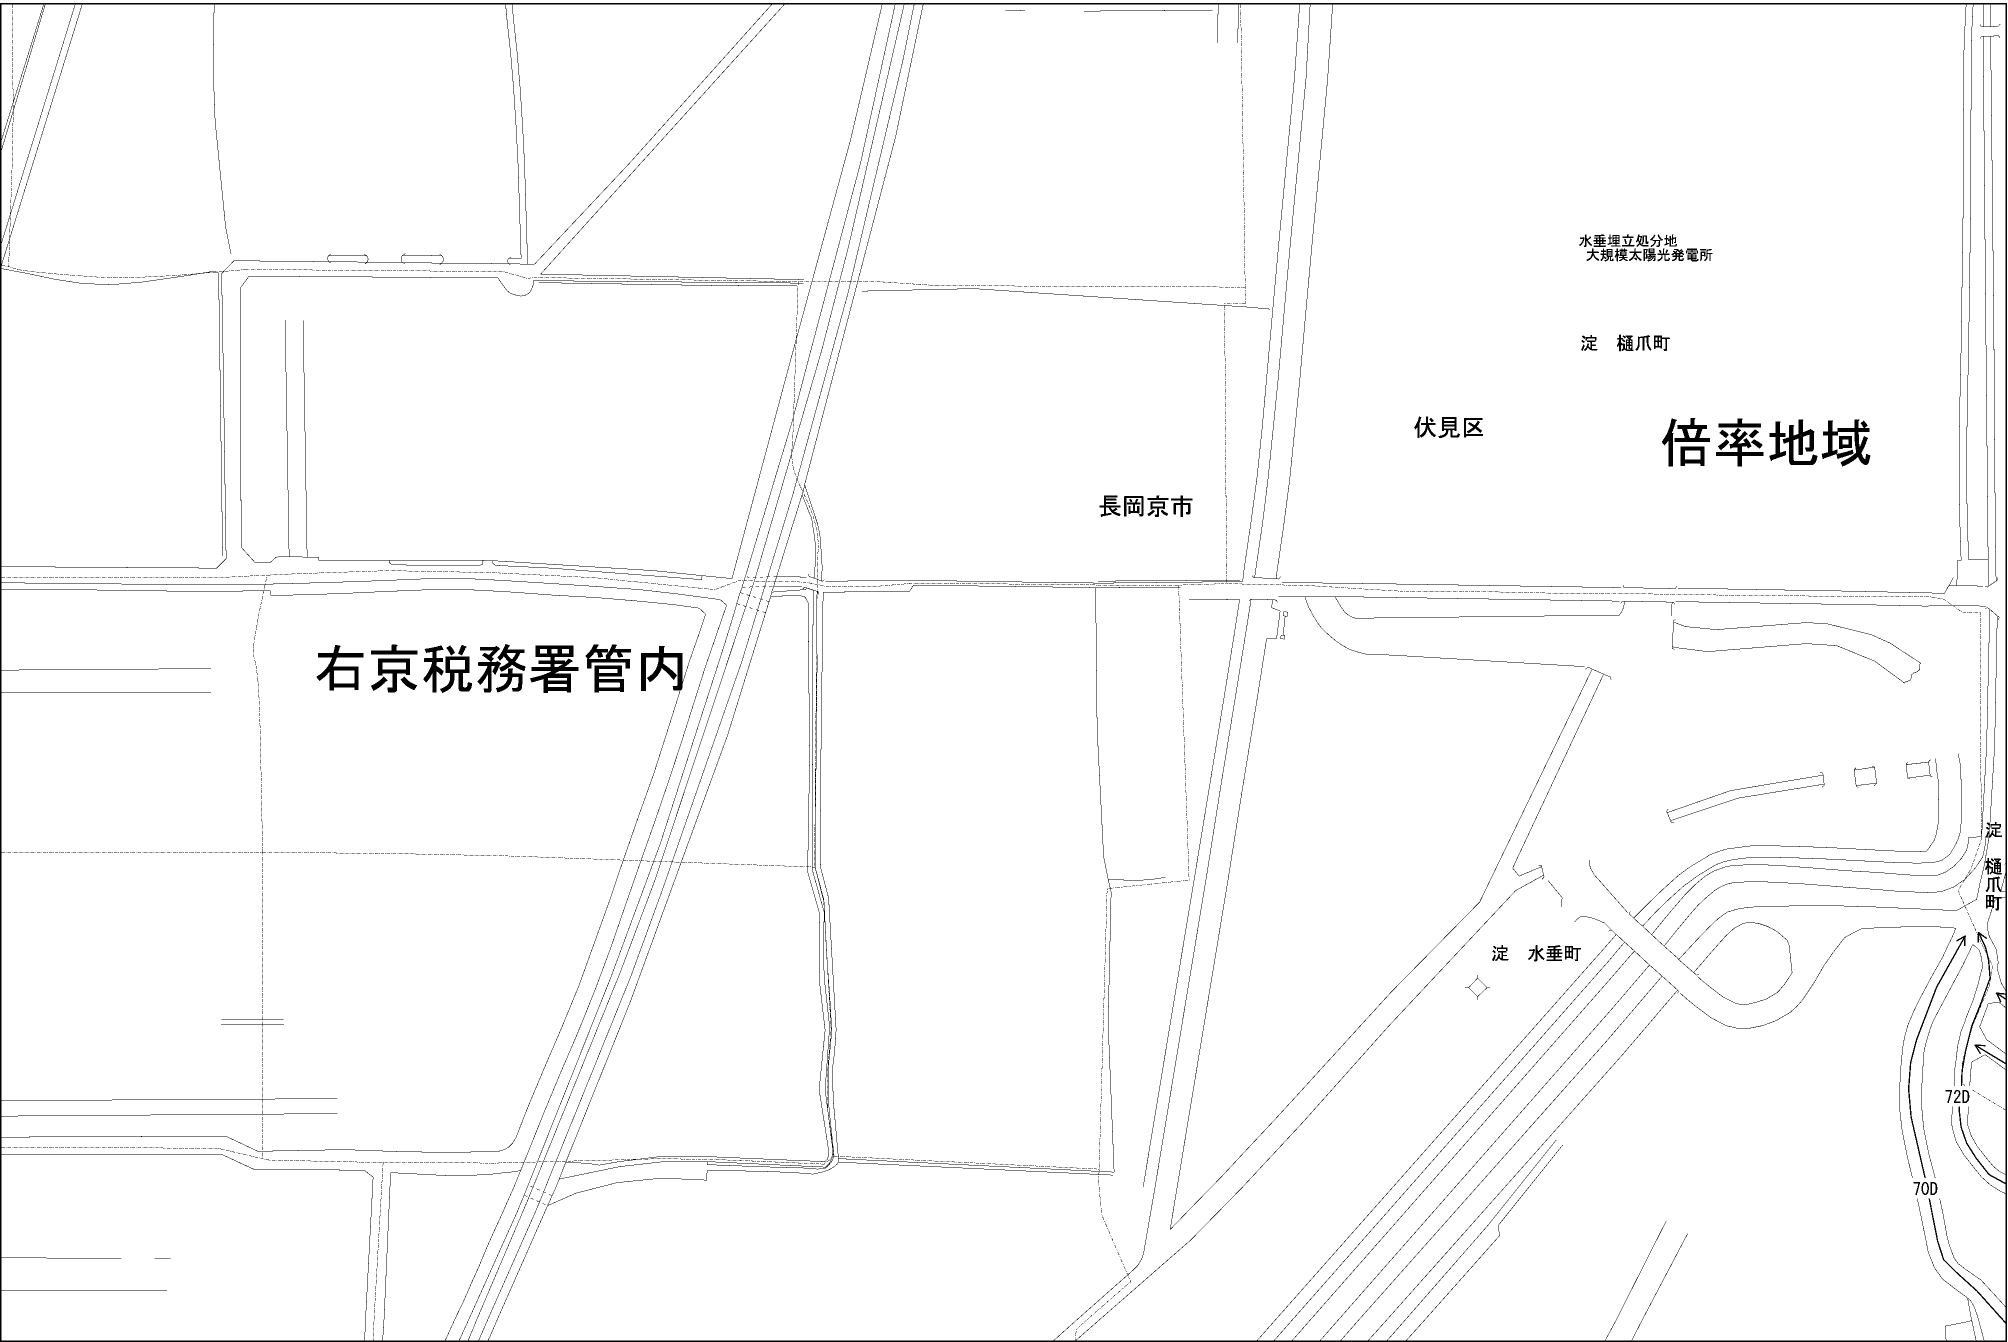 水垂埋立処分地
大規模太陽光発電所
淀　樋爪町
伏見区
倍率地域
長岡京市
右京税務署管内
淀　樋爪町
淀　水垂町
72D
70D